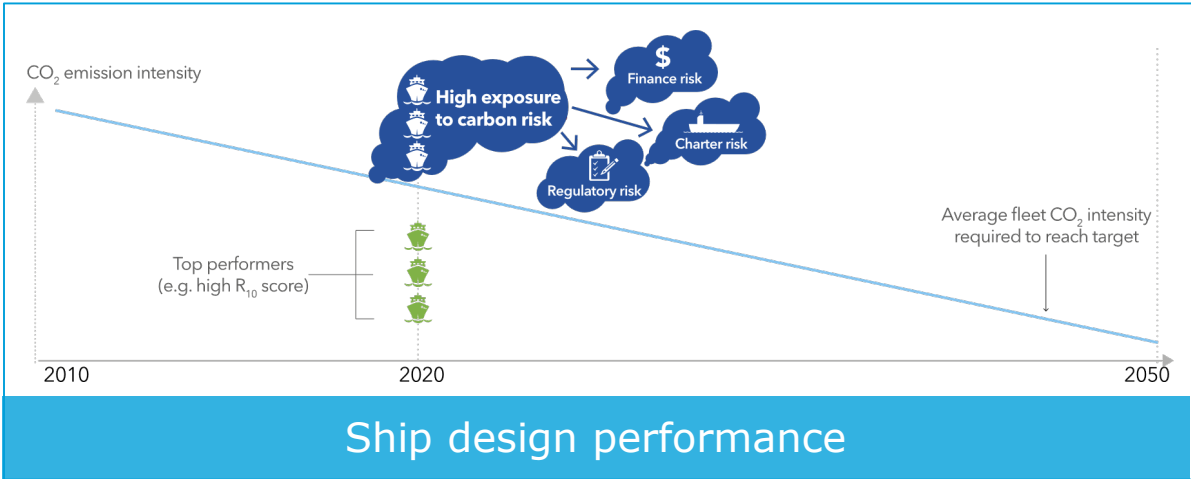 CO₂ emission intensity
High exposure
to carbon risk
$
Finance risk
Charter risk
Regulatory risk
Average fleet CO₂ intensity
required to reach target
Top performers
(e.g. high R₁₀ score)
2010
2020
2050
Ship design performance